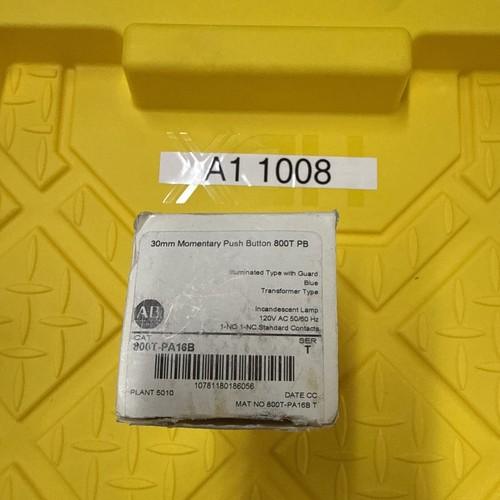 A1 1008
30mm Momentary Push Button 800T PB
Illuminated Type with Guard
Blue
Transformer Type
AB
Incandescent Lamp
120V AC 50/60 Hz
1-NO 1-NC Standard Contacts
CAT
SER
800T-PA16B
T
10781180186056
PLANT 5010
DATE CC
MAT NO 800T-PA16B T